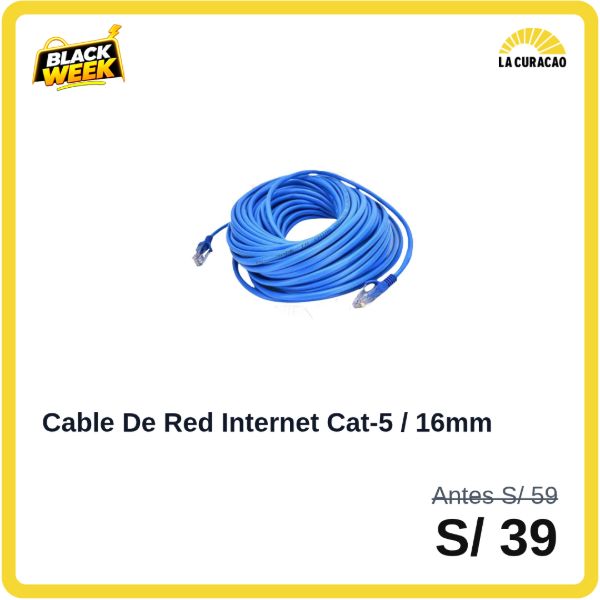 BLACK
WEEK
LA CURACAO
Cable De Red Internet Cat-5 / 16mm
Antes S/ 59
S/ 39